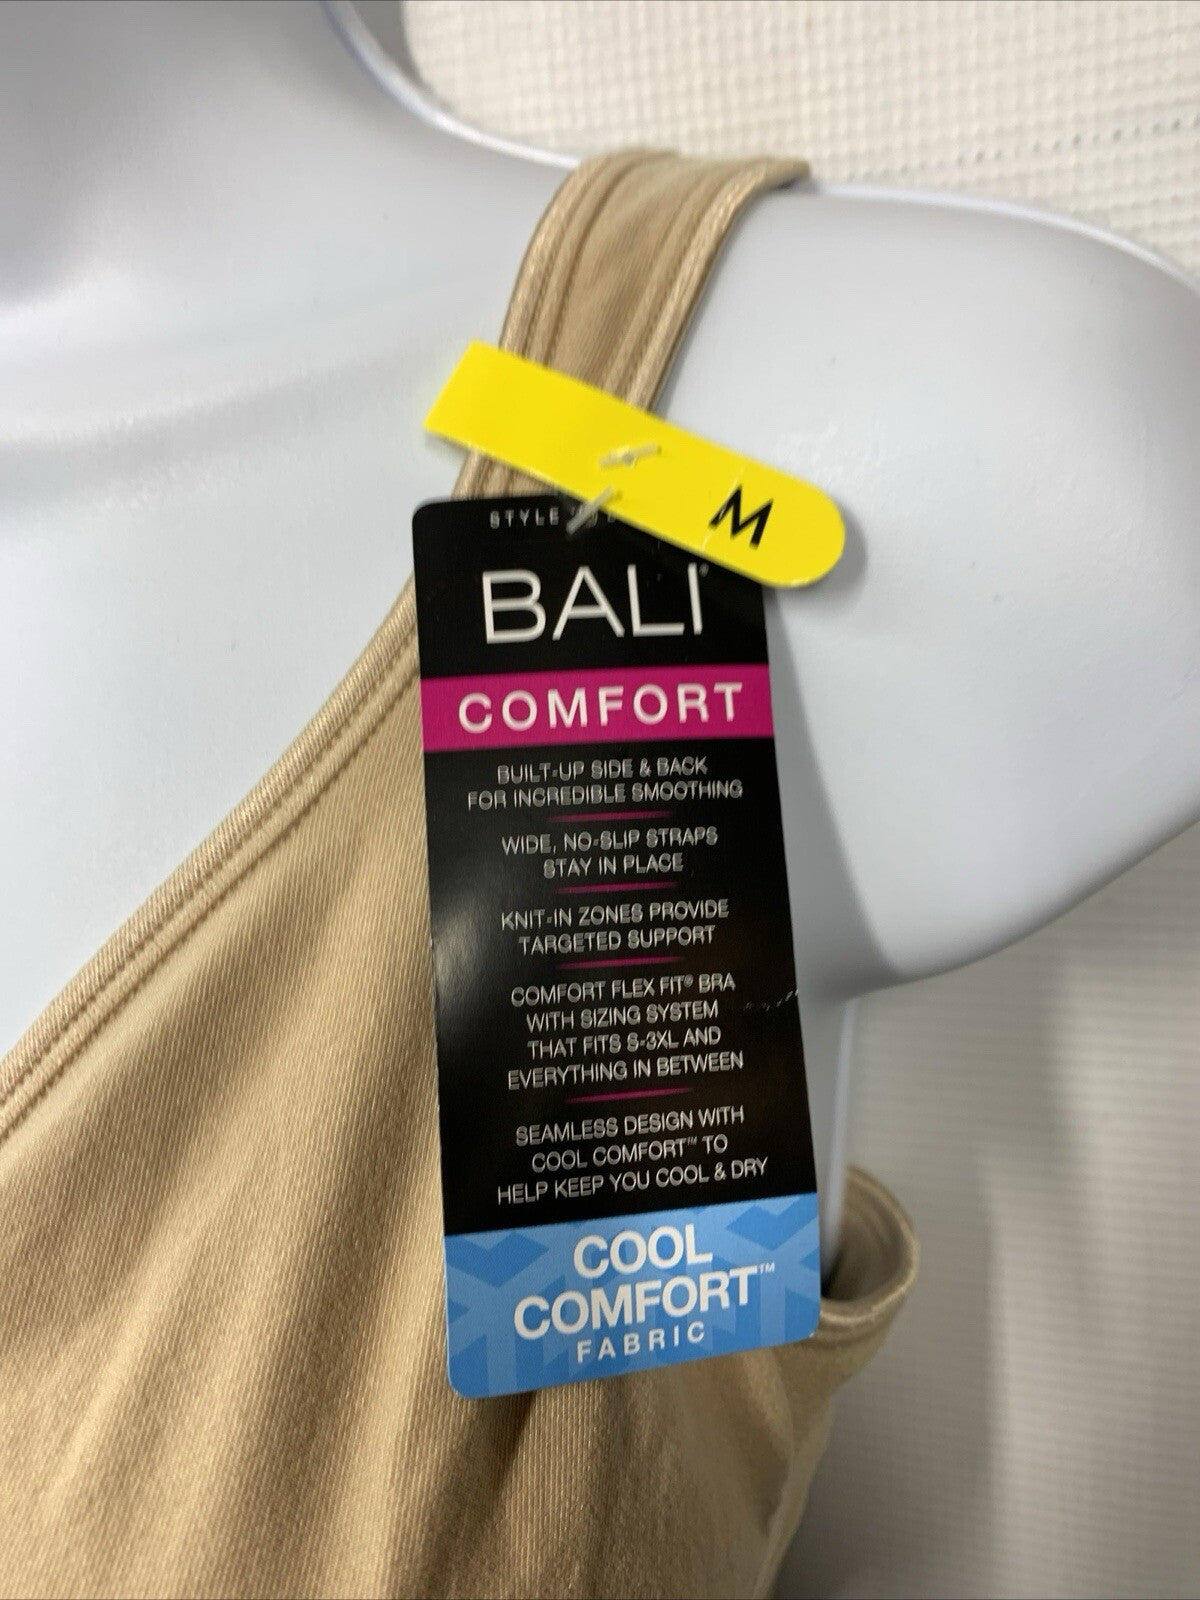 M
STYLE
BALI®
COMFORT
BUILT-UP SIDE & BACK
FOR INCREDIBLE SMOOTHING
WIDE, NO-SLIP STRAPS
STAY IN PLACE
KNIT-IN ZONES PROVIDE
TARGETED SUPPORT
COMFORT FLEX FIT® BRA
WITH SIZING SYSTEM
THAT FITS S-3XL AND
EVERYTHING IN BETWEEN
SEAMLESS DESIGN WITH
COOL COMFORT™ TO
HELP KEEP YOU COOL & DRY
COOL
COMFORT™
FABRIC